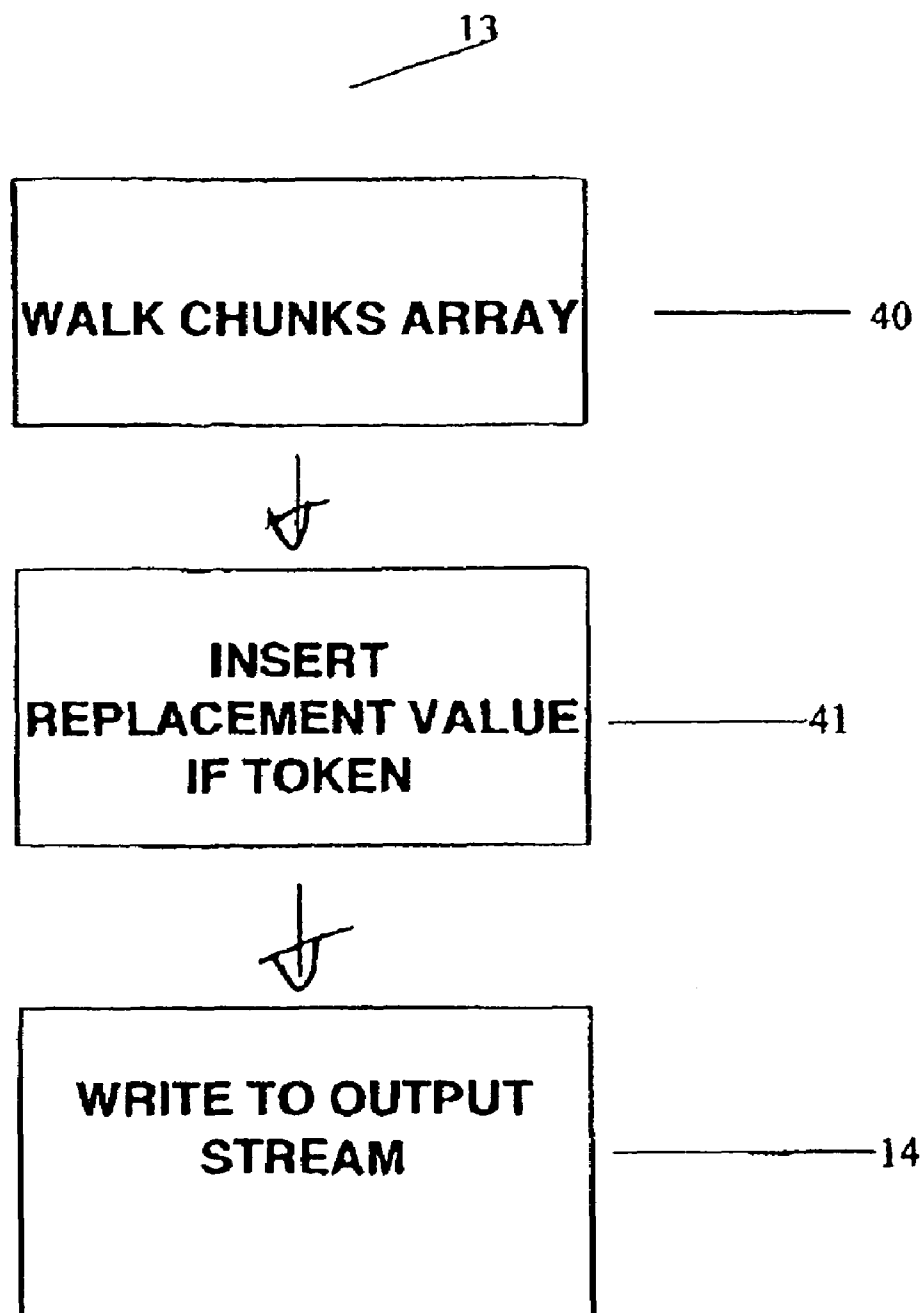 13
WALK CHUNKS ARRAY
40
INSERT
REPLACEMENT VALUE
IF TOKEN
41
WRITE TO OUTPUT
STREAM
14